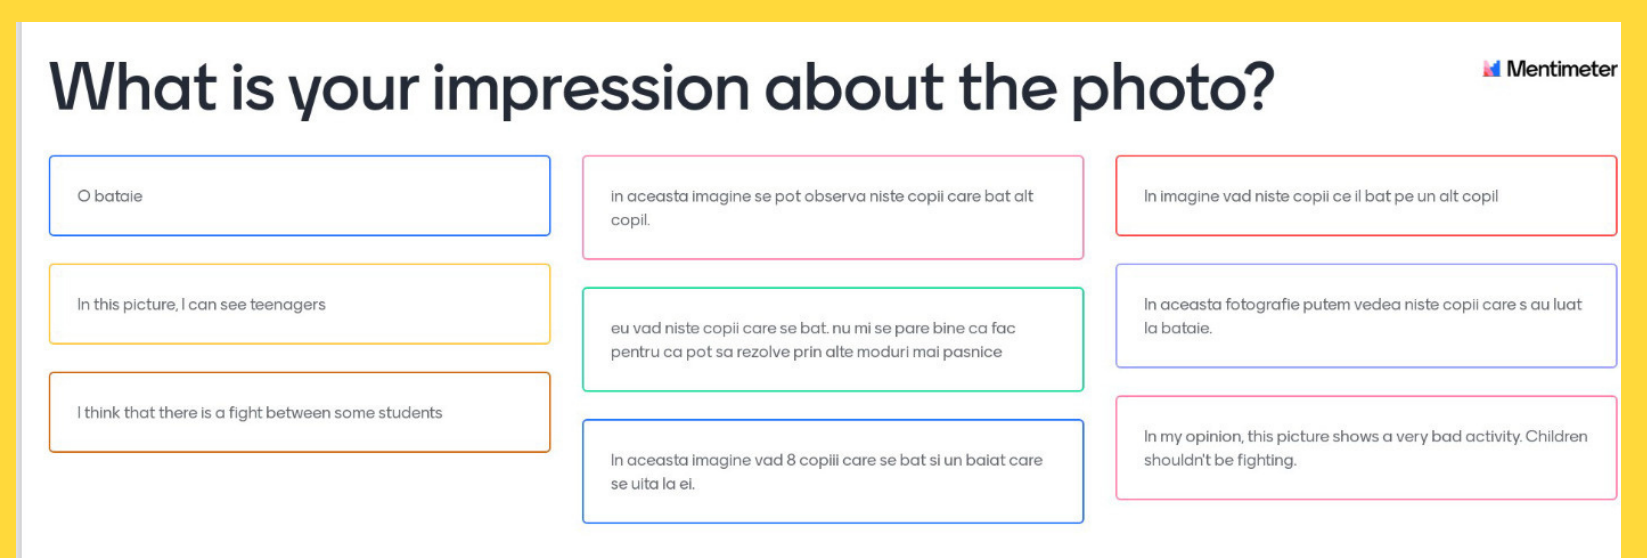 What is your impression about the photo?
Mentimeter
O bataie
In this picture, I can see teenagers
I think that there is a fight between some students
in aceasta imagine se pot observa niste copii care bat alt
copil.
eu vad niste copii care se bat. nu mi se pare bine ca fac
pentru ca pot sa rezolve prin alte moduri mai pasnice
In aceasta imagine vad 8 copiii care se bat si un baiat care
se uita la ei.
In imagine vad niste copii ce il bat pe un alt copil
In aceasta fotografie putem vedea niste copii care s au luat
la bataie.
In my opinion, this picture shows a very bad activity. Children
shouldn't be fighting.